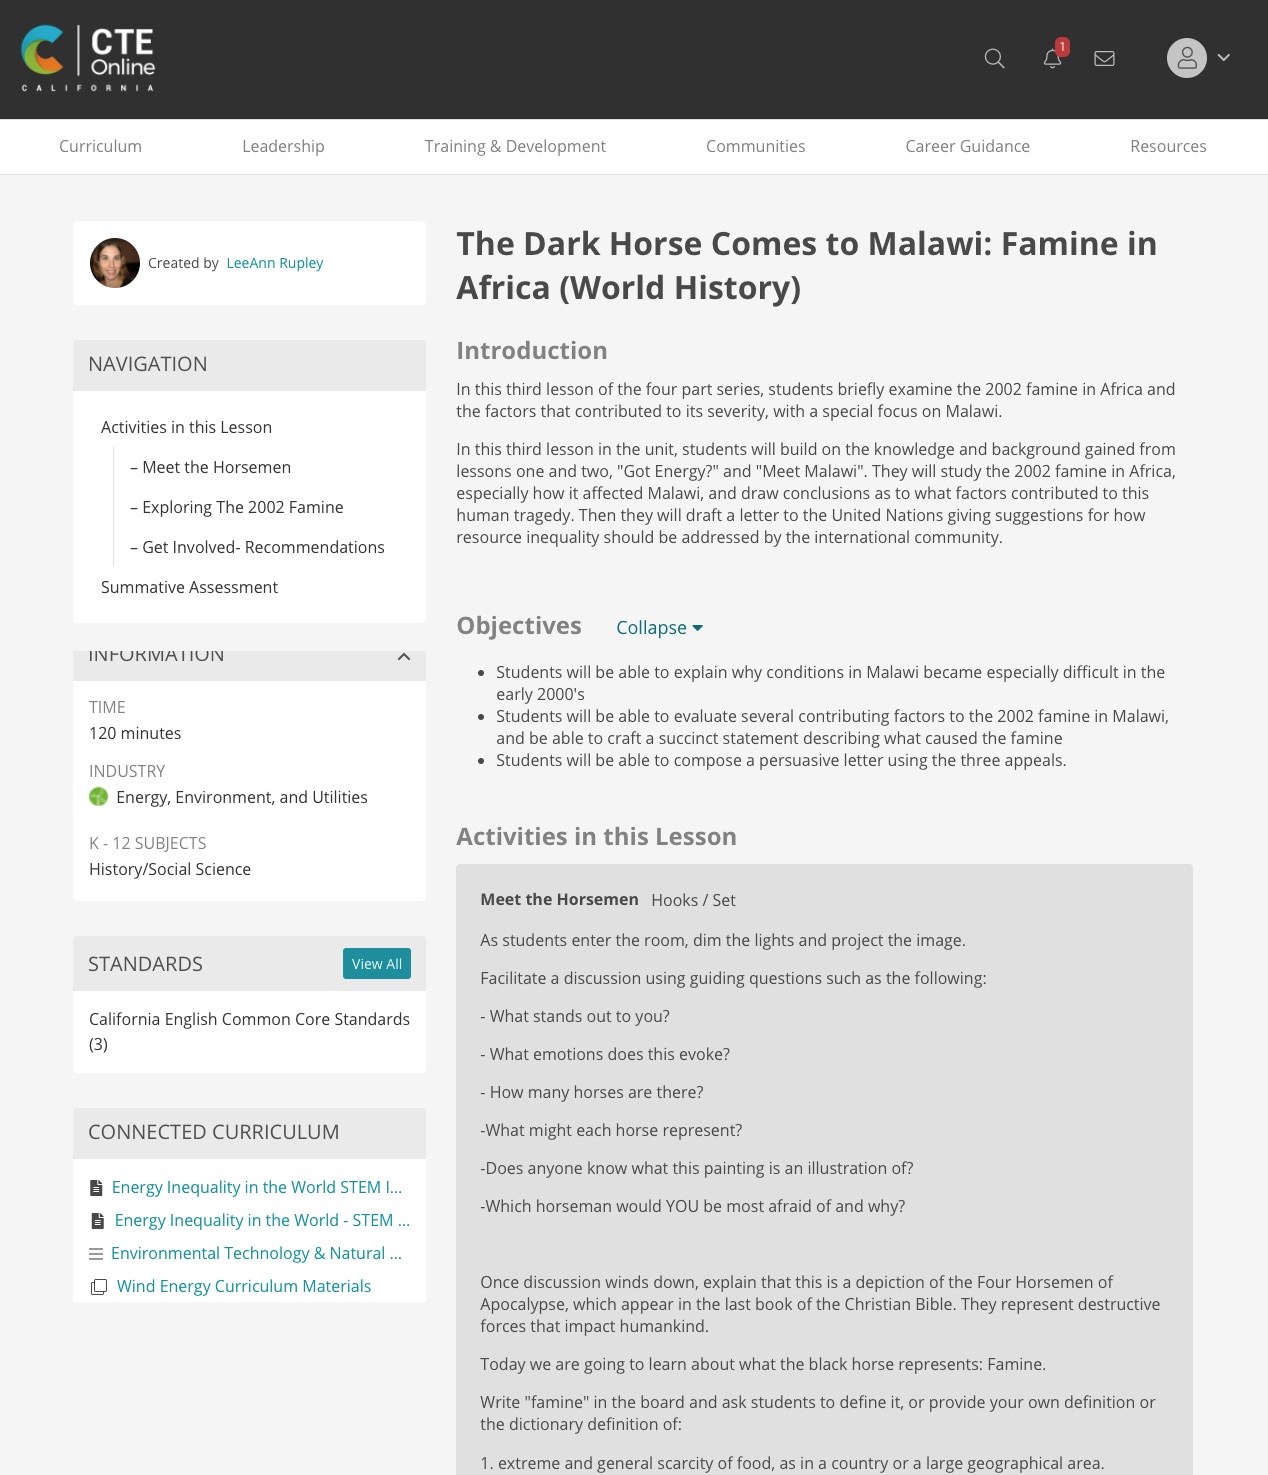 CTE
Online
CALIFORNIA
1
Curriculum
Leadership
Training & Development
Communities
Career Guidance
Resources
Created by LeeAnn Rupley
NAVIGATION
Activities in this Lesson
– Meet the Horsemen
– Exploring The 2002 Famine
– Get Involved- Recommendations
Summative Assessment
INFORMATION
TIME
120 minutes
INDUSTRY
Energy, Environment, and Utilities
K - 12 SUBJECTS
History/Social Science
STANDARDS
View All
California English Common Core Standards
(3)
CONNECTED CURRICULUM
Energy Inequality in the World STEM I...
Energy Inequality in the World - STEM ...
Environmental Technology & Natural ...
Wind Energy Curriculum Materials
The Dark Horse Comes to Malawi: Famine in
Africa (World History)
Introduction
In this third lesson of the four part series, students briefly examine the 2002 famine in Africa and
the factors that contributed to its severity, with a special focus on Malawi.
In this third lesson in the unit, students will build on the knowledge and background gained from
lessons one and two, "Got Energy?" and "Meet Malawi". They will study the 2002 famine in Africa,
especially how it affected Malawi, and draw conclusions as to what factors contributed to this
human tragedy. Then they will draft a letter to the United Nations giving suggestions for how
resource inequality should be addressed by the international community.
Objectives
Collapse
• Students will be able to explain why conditions in Malawi became especially difficult in the
early 2000's
• Students will be able to evaluate several contributing factors to the 2002 famine in Malawi,
and be able to craft a succinct statement describing what caused the famine
• Students will be able to compose a persuasive letter using the three appeals.
Activities in this Lesson
Meet the Horsemen Hooks / Set
As students enter the room, dim the lights and project the image.
Facilitate a discussion using guiding questions such as the following:
- What stands out to you?
- What emotions does this evoke?
- How many horses are there?
-What might each horse represent?
-Does anyone know what this painting is an illustration of?
-Which horseman would YOU be most afraid of and why?
Once discussion winds down, explain that this is a depiction of the Four Horsemen of
Apocalypse, which appear in the last book of the Christian Bible. They represent destructive
forces that impact humankind.
Today we are going to learn about what the black horse represents: Famine.
Write "famine" in the board and ask students to define it, or provide your own definition or
the dictionary definition of:
1. extreme and general scarcity of food, as in a country or a large geographical area.